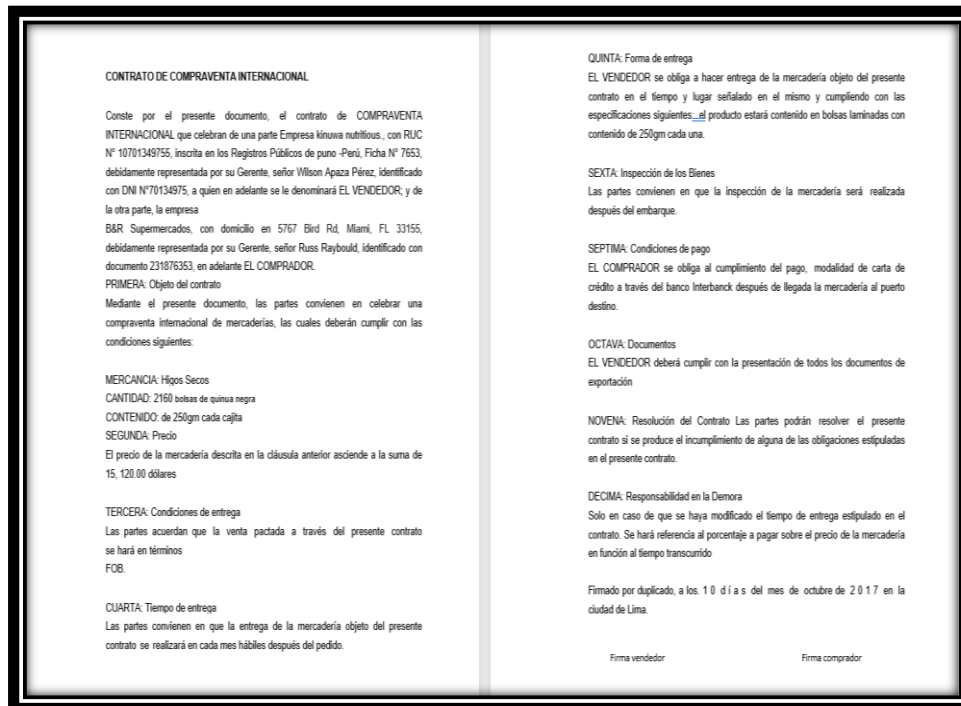 CONTRATO DE COMPRAVENTA INTERNACIONAL
Conste por el presente documento, el contrato de COMPRAVENTA
INTERNACIONAL que celebran de una parte Empresa kinuwa nutritious., con RUC
N° 10701349755, inscrita en los Registros Públicos de puno -Perú, Ficha N° 7653,
debidamente representada por su Gerente, señor Wilson Apaza Pérez, identificado
con DNI N°70134975, a quien en adelante se le denominará EL VENDEDOR; y de
la otra parte, la empresa
B&R Supermercados, con domicilio en 5767 Bird Rd, Miami, FL 33155,
debidamente representada por su Gerente, señor Russ Raybould, identificado con
documento 231876353, en adelante EL COMPRADOR.
PRIMERA: Objeto del contrato
Mediante el presente documento, las partes convienen en celebrar una
compraventa internacional de mercaderías, las cuales deberán cumplir con las
condiciones siguientes:
MERCANCIA: Higos Secos
CANTIDAD: 2160 bolsas de quinua negra
CONTENIDO: de 250gm cada cajita
SEGUNDA: Precio
El precio de la mercadería descrita en la cláusula anterior asciende a la suma de
15, 120.00 dólares
TERCERA: Condiciones de entrega
Las partes acuerdan que la venta pactada a través del presente contrato
se hará en términos
FOB.
CUARTA: Tiempo de entrega
Las partes convienen en que la entrega de la mercadería objeto del presente
contrato se realizará en cada mes hábiles después del pedido.
QUINTA: Forma de entrega
EL VENDEDOR se obliga a hacer entrega de la mercadería objeto del presente
contrato en el tiempo y lugar señalado en el mismo y cumpliendo con las
especificaciones siguientes: el producto estará contenido en bolsas laminadas con
contenido de 250gm cada una.
SEXTA: Inspección de los Bienes
Las partes convienen en que la inspección de la mercadería será realizada
después del embarque.
SEPTIMA: Condiciones de pago
EL COMPRADOR se obliga al cumplimiento del pago, modalidad de carta de
crédito a través del banco Interbanck después de llegada la mercadería al puerto
destino.
OCTAVA: Documentos
EL VENDEDOR deberá cumplir con la presentación de todos los documentos de
exportación
NOVENA: Resolución del Contrato Las partes podrán resolver el presente
contrato si se produce el incumplimiento de alguna de las obligaciones estipuladas
en el presente contrato.
DECIMA: Responsabilidad en la Demora
Solo en caso de que se haya modificado el tiempo de entrega estipulado en el
contrato. Se hará referencia al porcentaje a pagar sobre el precio de la mercadería
en función al tiempo transcurrido
Firmado por duplicado, a los. 1 0 d í a s del mes de octubre de 2 0 1 7 en la
ciudad de Lima.
Firma vendedor Firma comprador